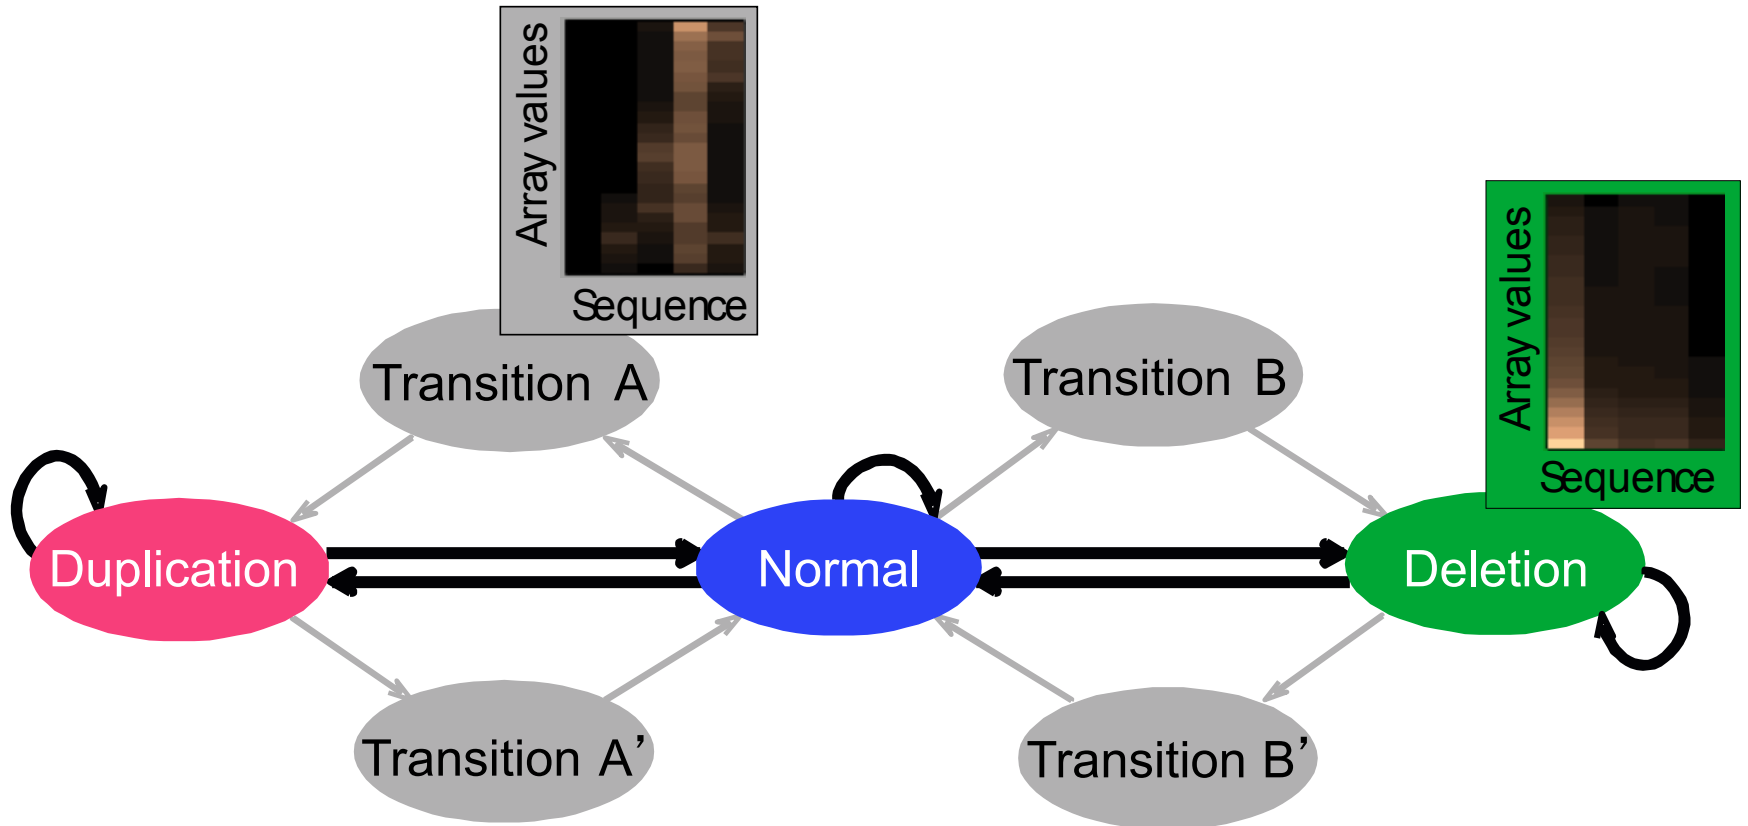 Array values
Sequence
Array values
Sequence
Transition A
Transition B
Duplication
Normal
Deletion
Transition A’
Transition B’